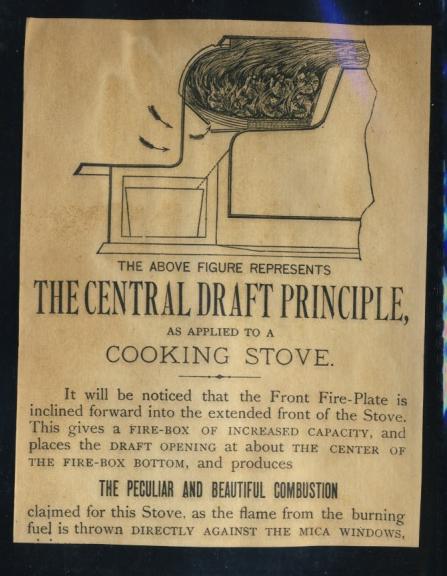 THE ABOVE FIGURE REPRESENTS
THE CENTRAL DRAFT PRINCIPLE,
AS APPLIED TO A
COOKING STOVE.
It will be noticed that the Front Fire-Plate is
inclined forward into the extended front of the Stove.
This gives a FIRE-BOX OF INCREASED CAPACITY, and
places the DRAFT OPENING at about THE CENTER OF
THE FIRE-BOX BOTTOM, and produces
THE PECULIAR AND BEAUTIFUL COMBUSTION
claimed for this Stove, as the flame from the burning
fuel is thrown DIRECTLY AGAINST THE MICA WINDOWS,